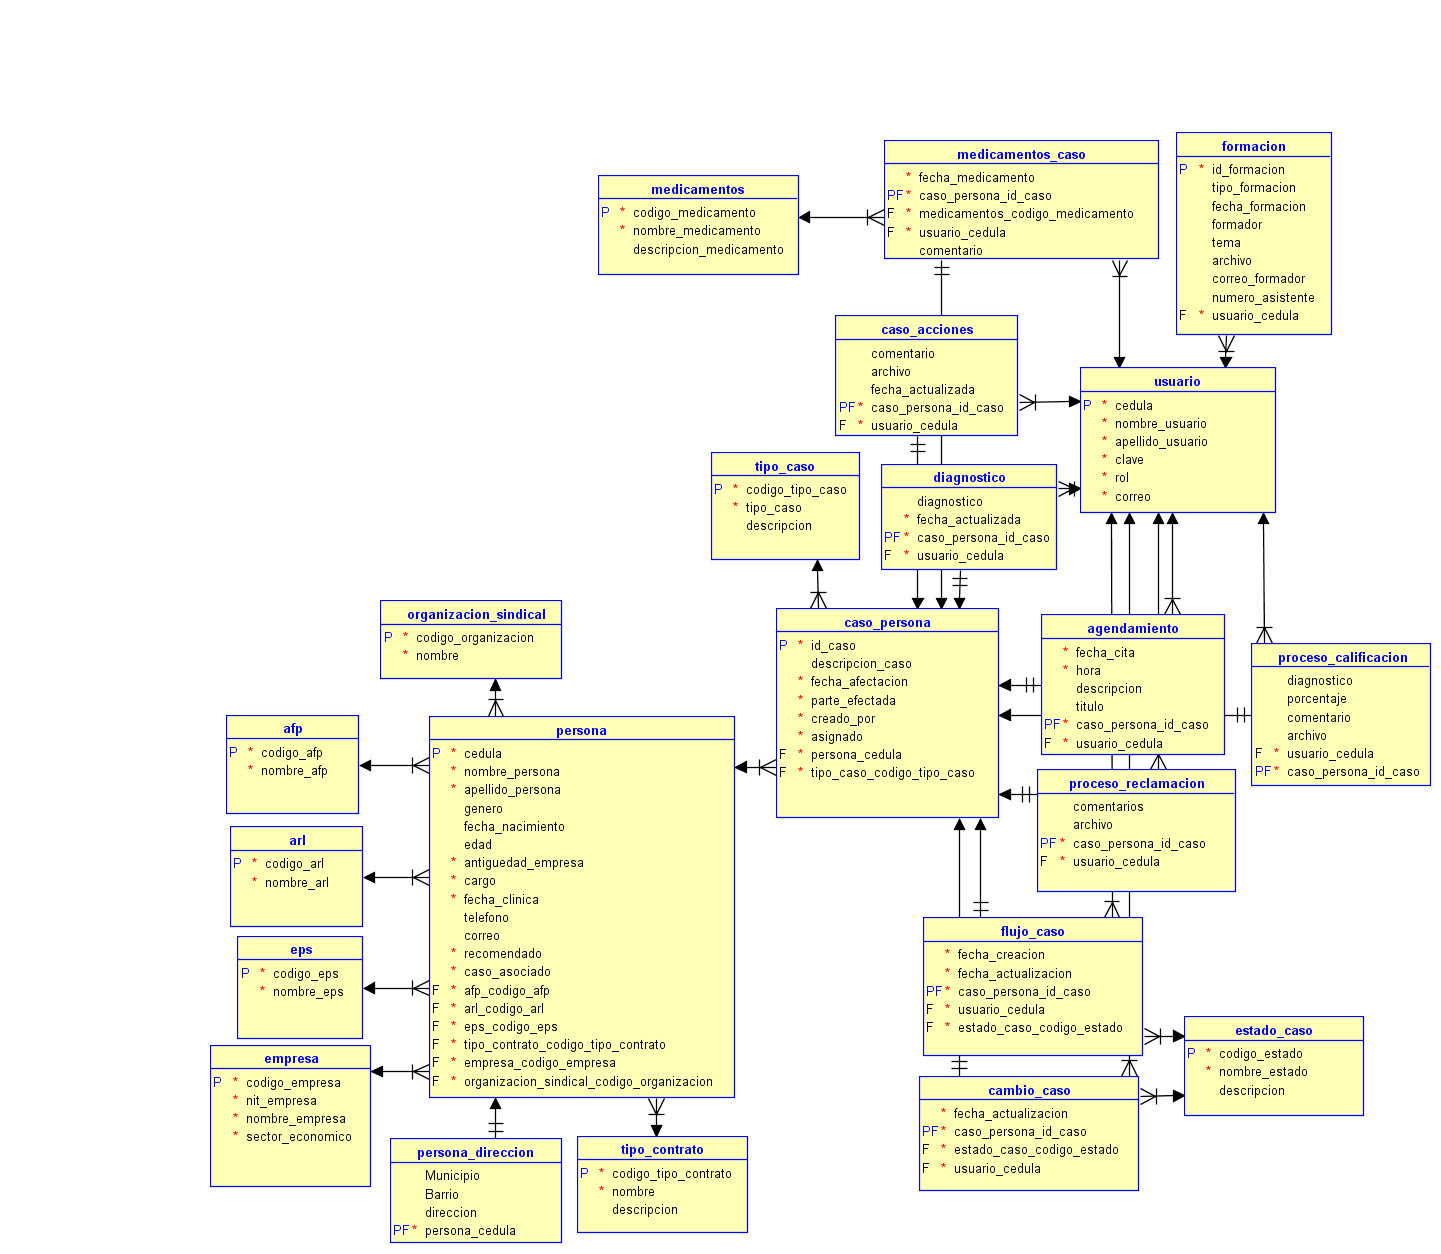 medicamentos_caso
* fecha_medicamento
PF * caso_persona_id_caso
F * medicamentos_codigo_medicamento
F * usuario_cedula
comentario
formacion
P * id_formacion
tipo_formacion
fecha_formacion
formador
tema
archivo
correo_formador
numero_asistente
F * usuario_cedula
medicamentos
P * codigo_medicamento
* nombre_medicamento
descripcion_medicamento
caso_acciones
comentario
archivo
fecha_actualizada
PF * caso_persona_id_caso
F * usuario_cedula
usuario
P * cedula
* nombre_usuario
* apellido_usuario
* clave
* rol
* correo
tipo_caso
P * codigo_tipo_caso
* tipo_caso
descripcion
diagnostico
diagnostico
* fecha_actualizada
PF * caso_persona_id_caso
F * usuario_cedula
organizacion_sindical
P * codigo_organizacion
* nombre
caso_persona
P * id_caso
descripcion_caso
* fecha_afectacion
* parte_efectada
* creado_por
* asignado
F * persona_cedula
F * tipo_caso_codigo_tipo_caso
agendamiento
* fecha_cita
* hora
descripcion
titulo
PF * caso_persona_id_caso
F * usuario_cedula
proceso_calificacion
diagnostico
porcentaje
comentario
archivo
F * usuario_cedula
PF * caso_persona_id_caso
afp
P * codigo_afp
* nombre_afp
persona
P * cedula
* nombre_persona
* apellido_persona
genero
fecha_nacimiento
edad
* antiguedad_empresa
* cargo
* fecha_clinica
telefono
correo
* recomendado
* caso_asociado
F * afp_codigo_afp
F * arl_codigo_arl
F * eps_codigo_eps
F * tipo_contrato_codigo_tipo_contrato
F * empresa_codigo_empresa
F * organizacion_sindical_codigo_organizacion
proceso_reclamacion
comentarios
archivo
PF * caso_persona_id_caso
F * usuario_cedula
arl
P * codigo_arl
* nombre_arl
eps
P * codigo_eps
* nombre_eps
flujo_caso
* fecha_creacion
* fecha_actualizacion
PF * caso_persona_id_caso
F * usuario_cedula
F * estado_caso_codigo_estado
estado_caso
P * codigo_estado
* nombre_estado
descripcion
empresa
P * codigo_empresa
* nit_empresa
* nombre_empresa
* sector_economico
cambio_caso
* fecha_actualizacion
PF * caso_persona_id_caso
F * estado_caso_codigo_estado
F * usuario_cedula
persona_direccion
Municipio
Barrio
direccion
PF * persona_cedula
tipo_contrato
P * codigo_tipo_contrato
* nombre
descripcion